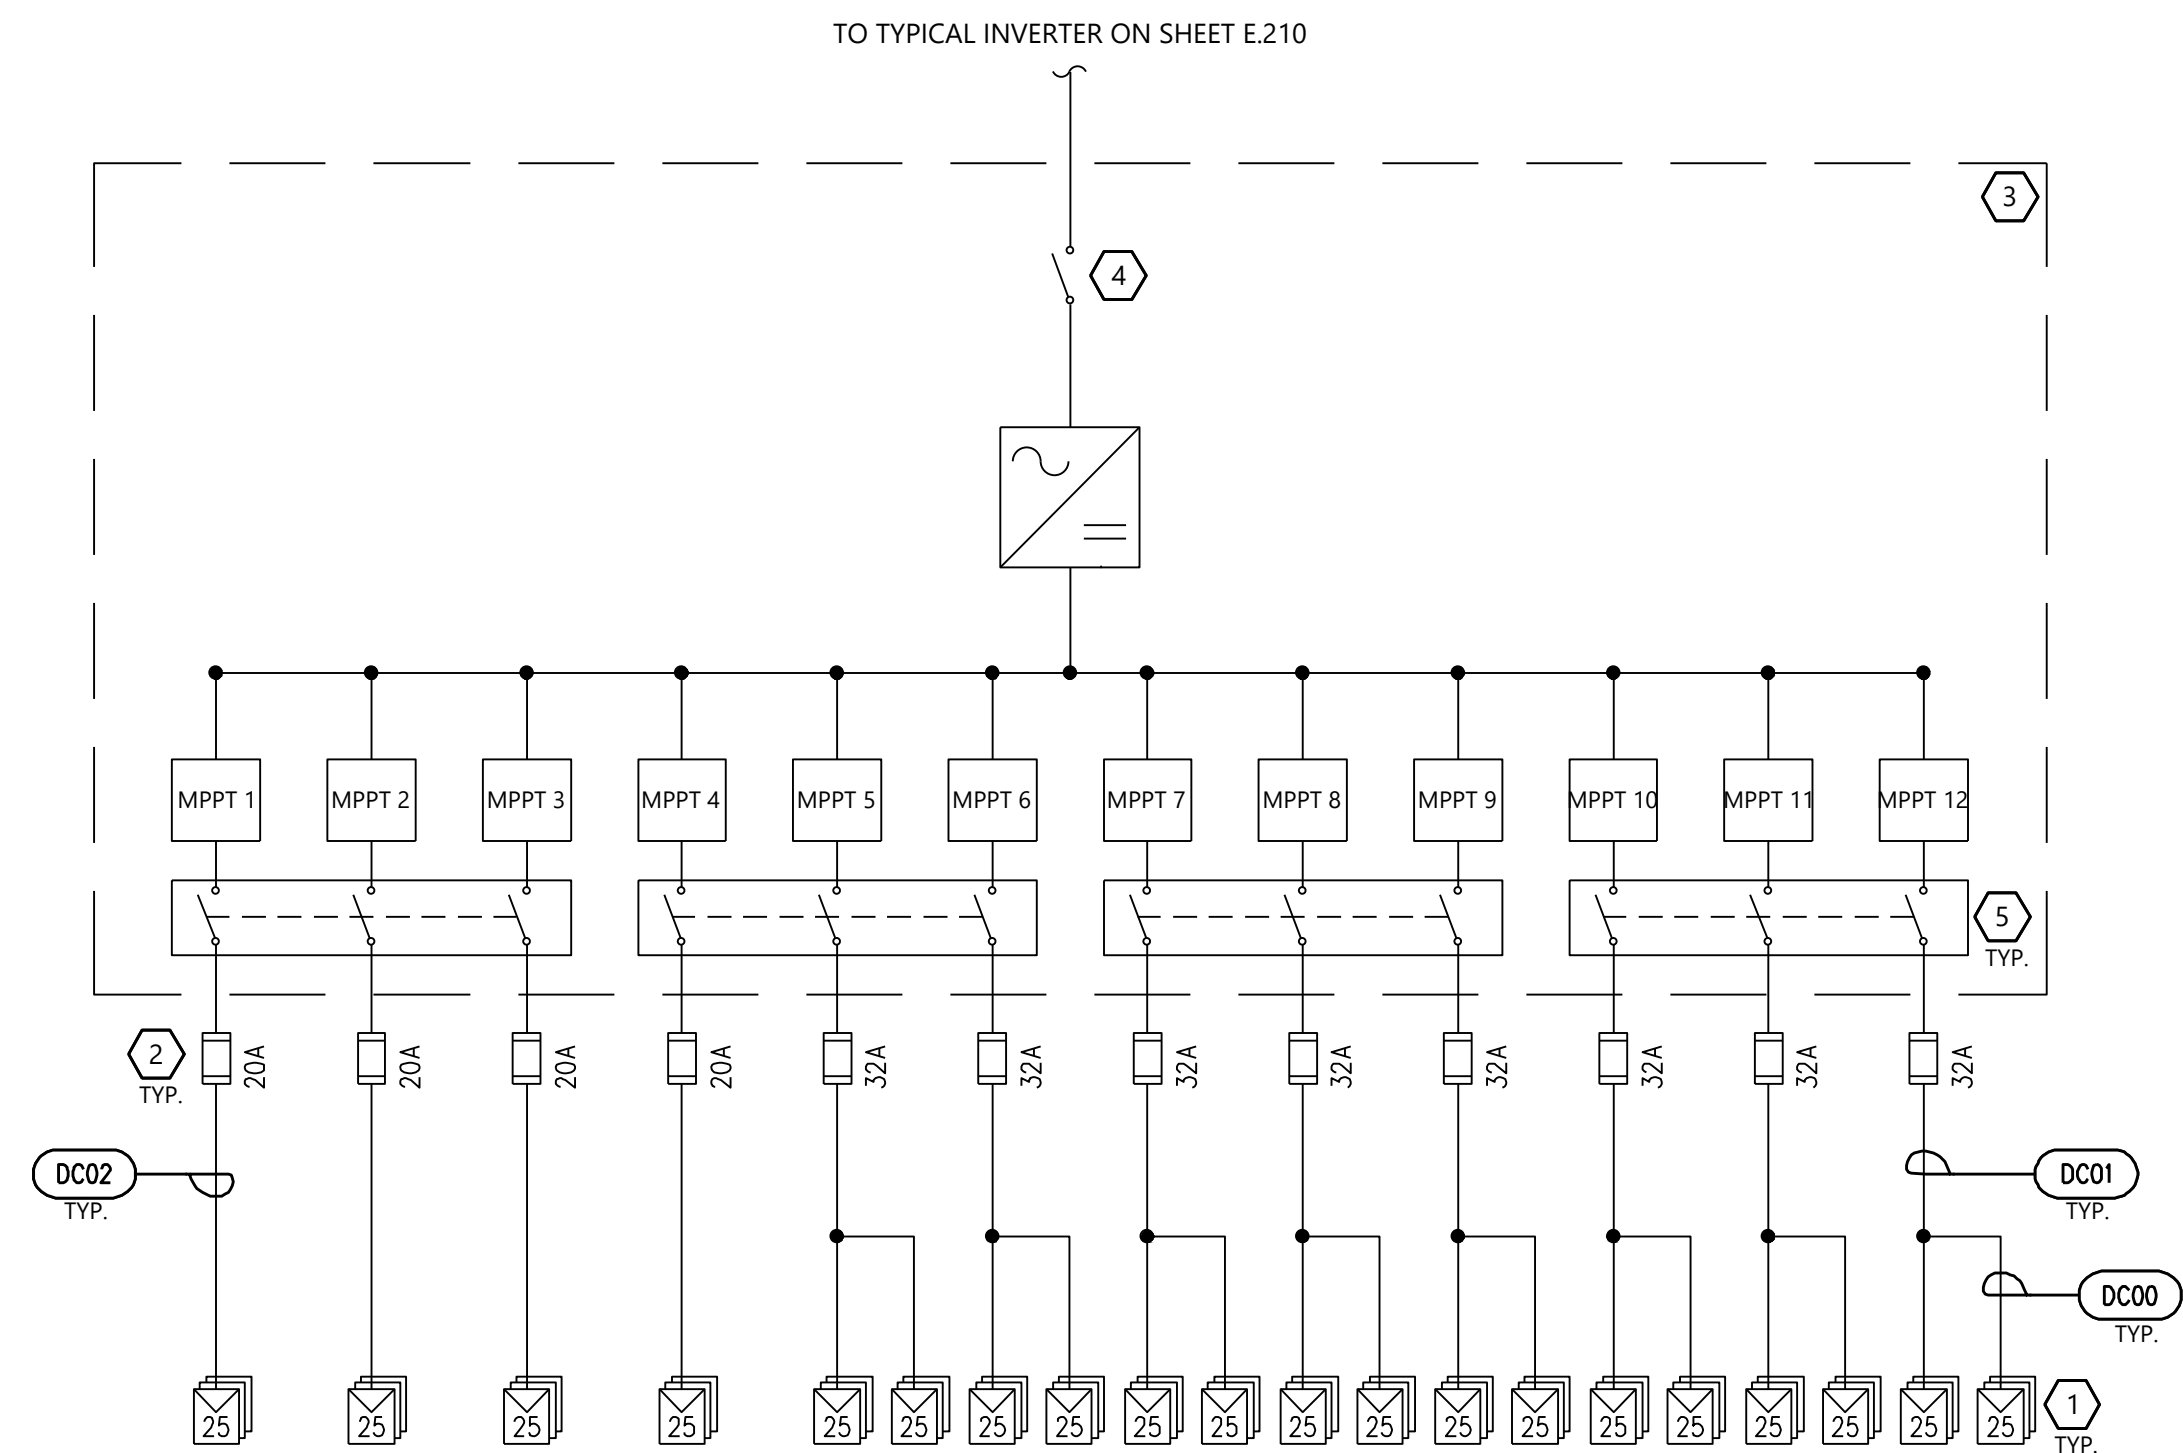 TO TYPICAL INVERTER ON SHEET E.210
3
4
MPPT 1 MPPT 2 MPPT 3 MPPT 4 MPPT 5 MPPT 6 MPPT 7 MPPT 8 MPPT 9 MPPT 10 MPPT 11 MPPT 12
5
TYP.
2
TYP.
20A 20A 20A 20A 32A 32A 32A 32A 32A 32A 32A 32A
DC02
TYP.
DC01
TYP.
DC00
TYP.
25 25 25 25 25 25 25 25 25 25 25 25 25 25 25 25 25 25 25 25
1
TYP.